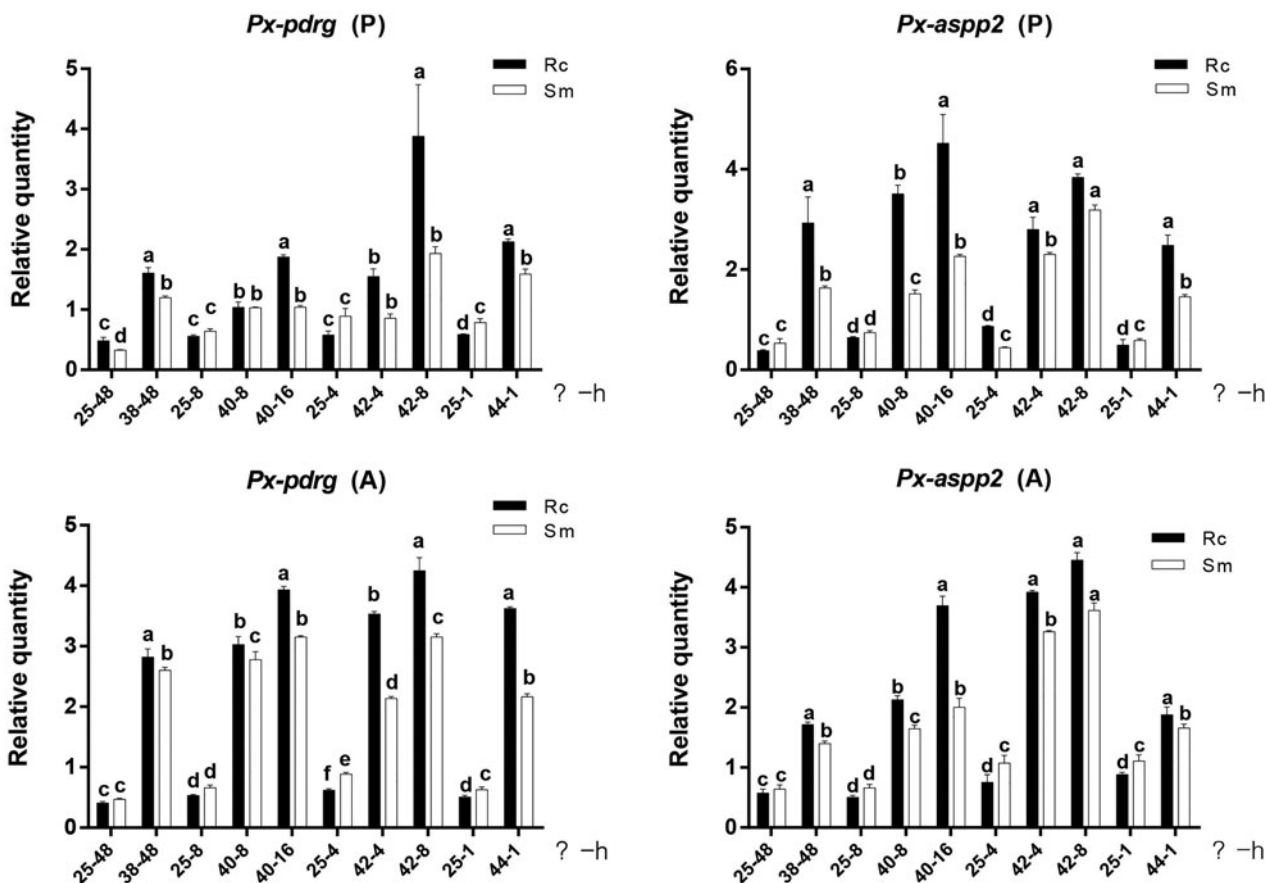 Px-pdrg (P)
Relative quantity
5
4
3
2
1
0
Rc
Sm
c d a b c c b b a b c c b b a b d c a b
25-48 38-48 25-8 40-8 40-16 25-4 42-4 42-8 25-1 44-1
? -h
Px-aspp2 (P)
Relative quantity
6
4
2
0
Rc
Sm
c c a b d d b c a b d c a b a a d c a b
25-48 38-48 25-8 40-8 40-16 25-4 42-4 42-8 25-1 44-1
? -h
Px-pdrg (A)
Relative quantity
5
4
3
2
1
0
Rc
Sm
c c a b d d b c a b f e b d a c d c a b
25-48 38-48 25-8 40-8 40-16 25-4 42-4 42-8 25-1 44-1
? -h
Px-aspp2 (A)
Relative quantity
5
4
3
2
1
0
Rc
Sm
c c a b d d b c a b d c a b a a d c a b
25-48 38-48 25-8 40-8 40-16 25-4 42-4 42-8 25-1 44-1
? -h